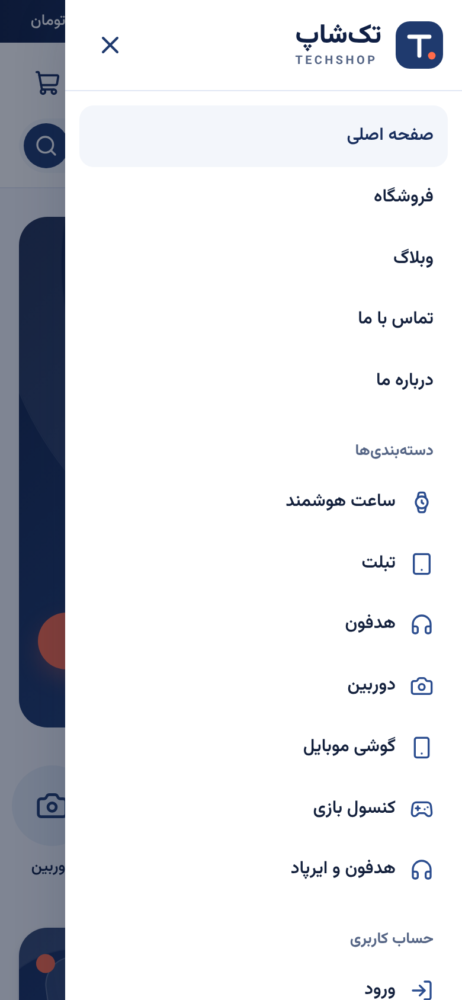 تومان
تک‌شاپ
TECHSHOP
صفحه اصلی
فروشگاه
وبلاگ
تماس با ما
درباره ما
دسته‌بندی‌ها
ساعت هوشمند
تبلت
هدفون
دوربین
گوشی موبایل
کنسول بازی
هدفون و ایرپاد
حساب کاربری
ورود
وربین